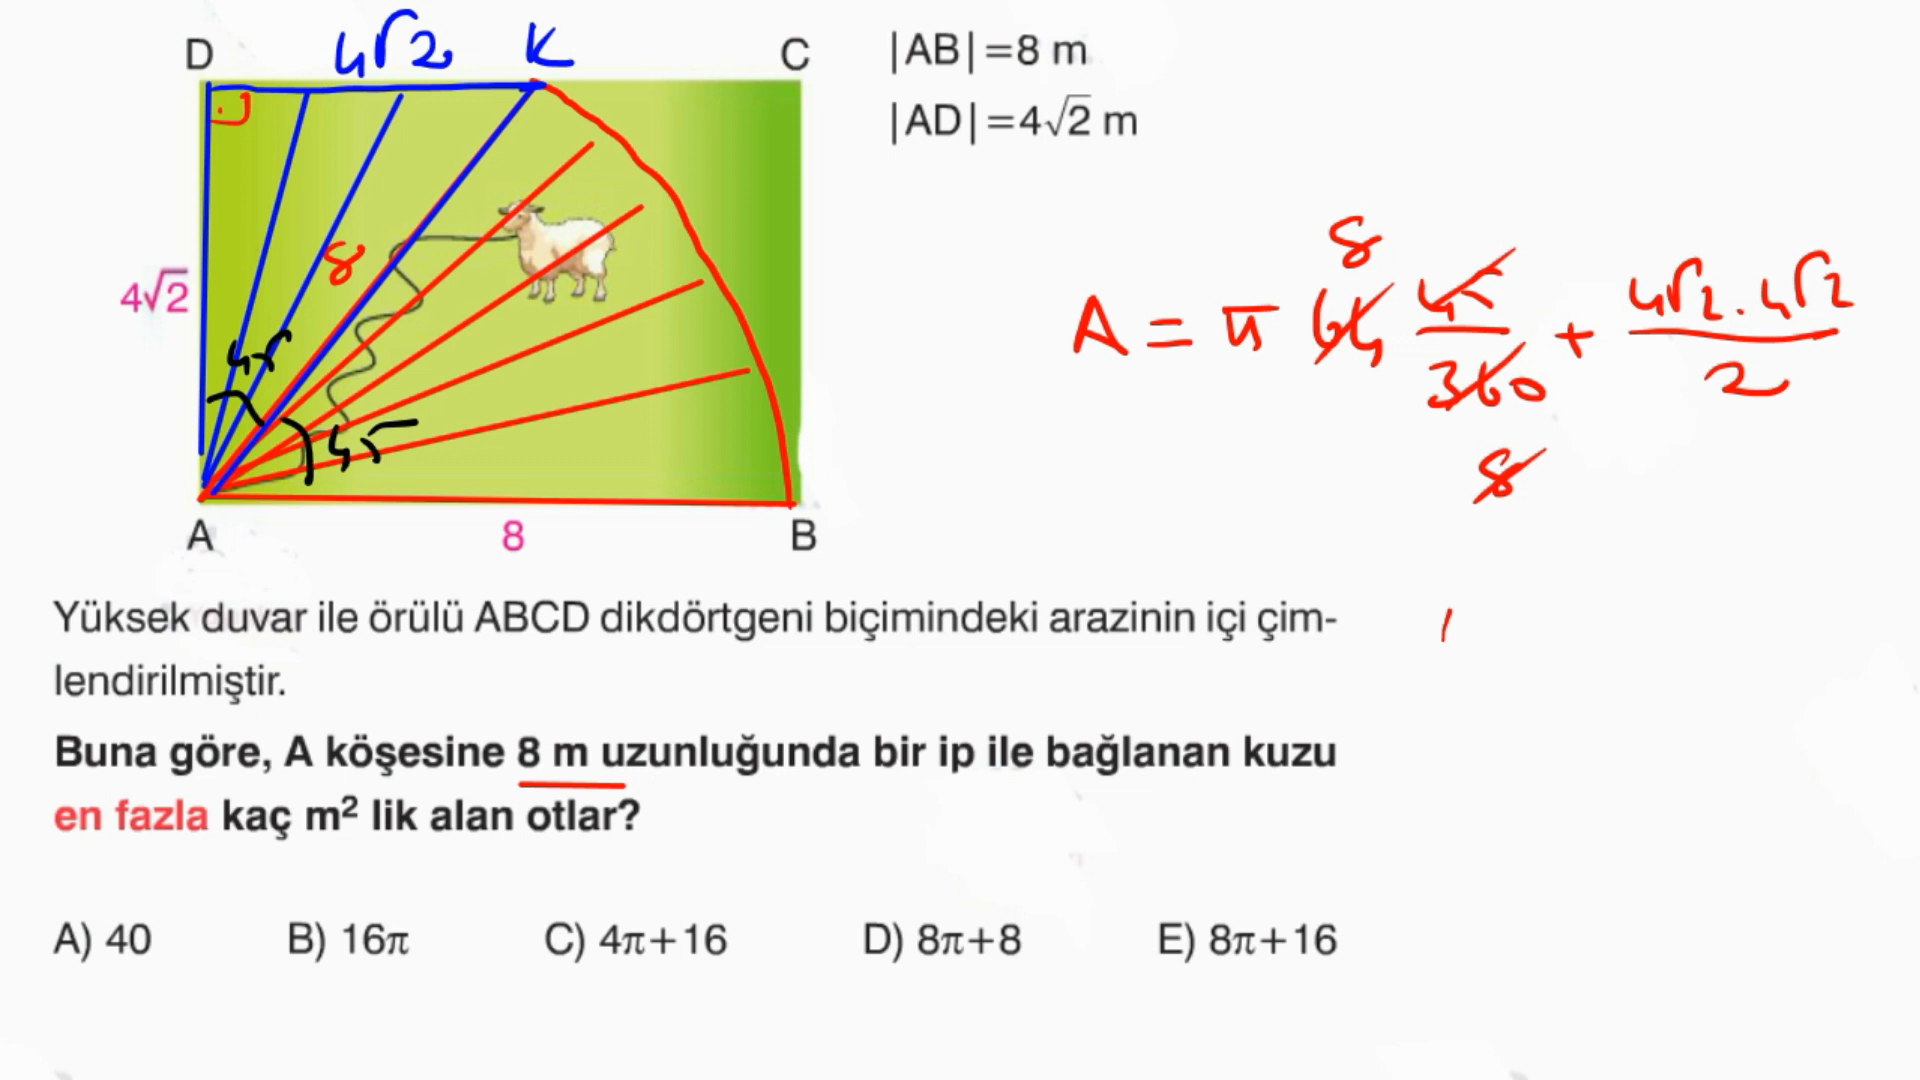 D 4√2 K C
|AB|=8 m
|AD|=4√2 m
8
4√2
45
45
A 8 B
8
A = π 64 45/360 + 4√2.4√2/2
8
Yüksek duvar ile örülü ABCD dikdörtgeni biçimindeki arazinin içi çim-
lendirilmiştir.
Buna göre, A köşesine 8 m uzunluğunda bir ip ile bağlanan kuzu
en fazla kaç m² lik alan otlar?
A) 40 B) 16π C) 4π+16 D) 8π+8 E) 8π+16